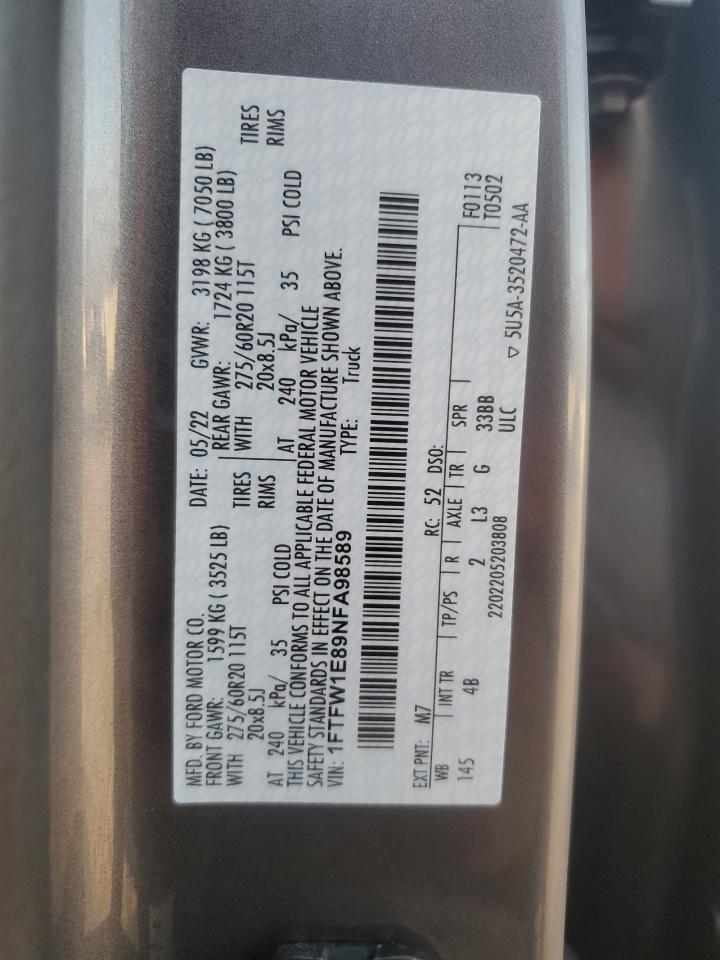 MFD. BY FORD MOTOR CO.
DATE: 05/22 GVWR: 3198 KG ( 7050 LB)
FRONT GAWR: 1599 KG ( 3525 LB) REAR GAWR: 1724 KG ( 3800 LB)
WITH 275/60R20 115T TIRES WITH 275/60R20 115T TIRES
20x8.5J RIMS 20x8.5J RIMS
AT 240 kPa/ 35 PSI COLD AT 240 kPa/ 35 PSI COLD
THIS VEHICLE CONFORMS TO ALL APPLICABLE FEDERAL MOTOR VEHICLE
SAFETY STANDARDS IN EFFECT ON THE DATE OF MANUFACTURE SHOWN ABOVE.
VIN: 1FTFW1E89NFA98589 TYPE: Truck
EXT PNT: M7 RC: 52 DSO: F0113
WB INT TR TP/PS R AXLE TR SPR T0502
145 4B 2 L3 G 33BB
2202205203808 ULC ▽ 5U5A-3520472-AA